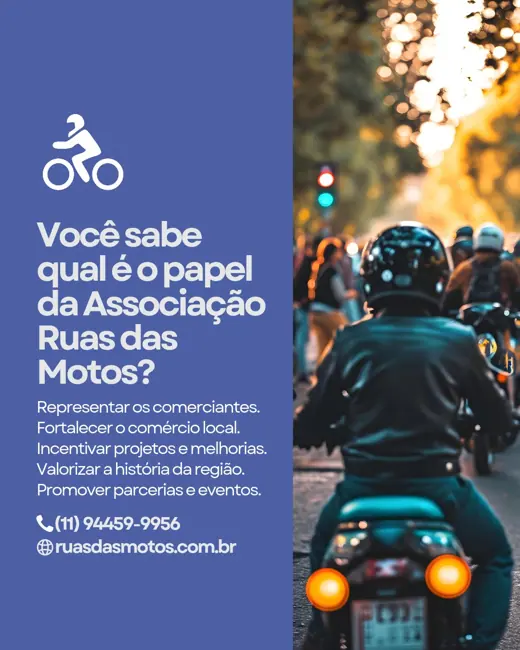 Você sabe
qual é o papel
da Associação
Ruas das
Motos?
Representar os comerciantes.
Fortalecer o comércio local.
Incentivar projetos e melhorias.
Valorizar a história da região.
Promover parcerias e eventos.
(11) 94459-9956
ruasdasmotos.com.br